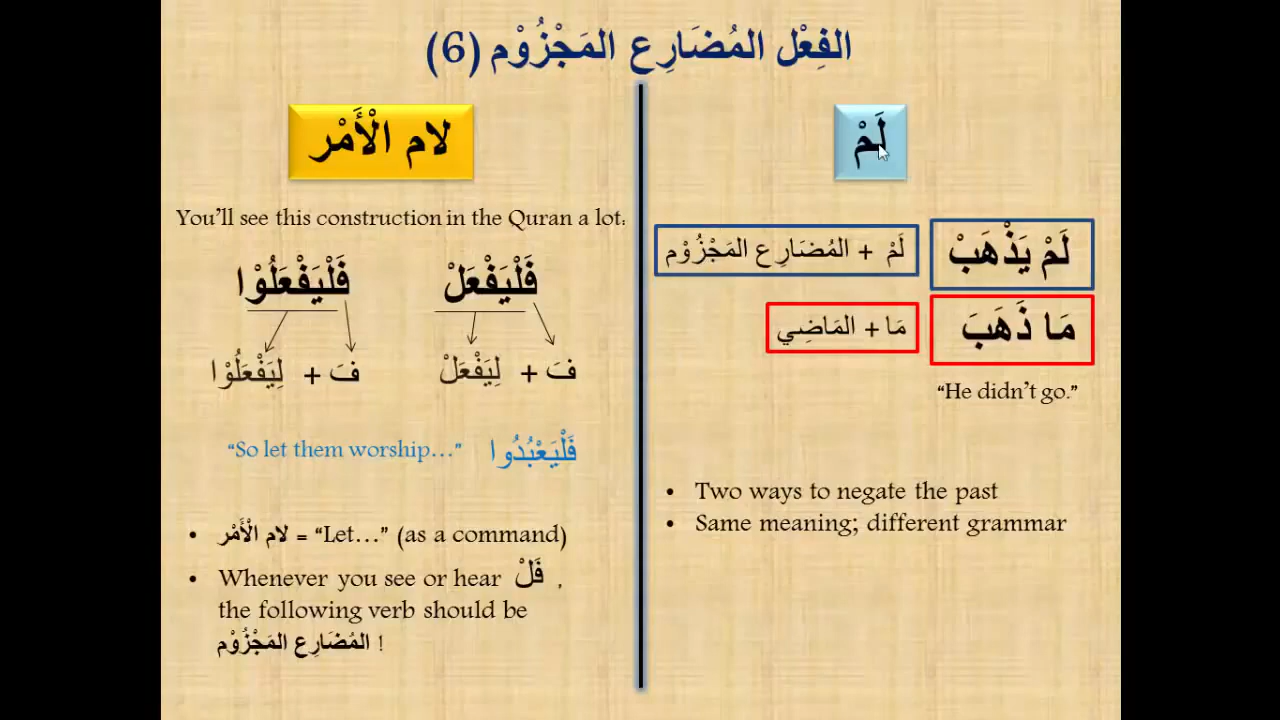 الفِعْل المُضَارِع المَجْزُوْم (6)
لَمْ
لَمْ يَذْهَبْ
لَمْ + المُضَارِع المَجْزُوْم
مَا ذَهَبَ
مَا + المَاضِي
“He didn’t go.”
• Two ways to negate the past
• Same meaning; different grammar
لام الْأَمْر
You’ll see this construction in the Quran a lot:
فَلْيَفْعَلْ فَلْيَفْعَلُوْا
فَ + لِيَفْعَلْ فَ + لِيَفْعَلُوْا
“So let them worship…” فَلْيَعْبُدُوا
• لام الْأَمْر = “Let…” (as a command)
• Whenever you see or hear فَلْ ,
the following verb should be
المُضَارِع المَجْزُوْم !